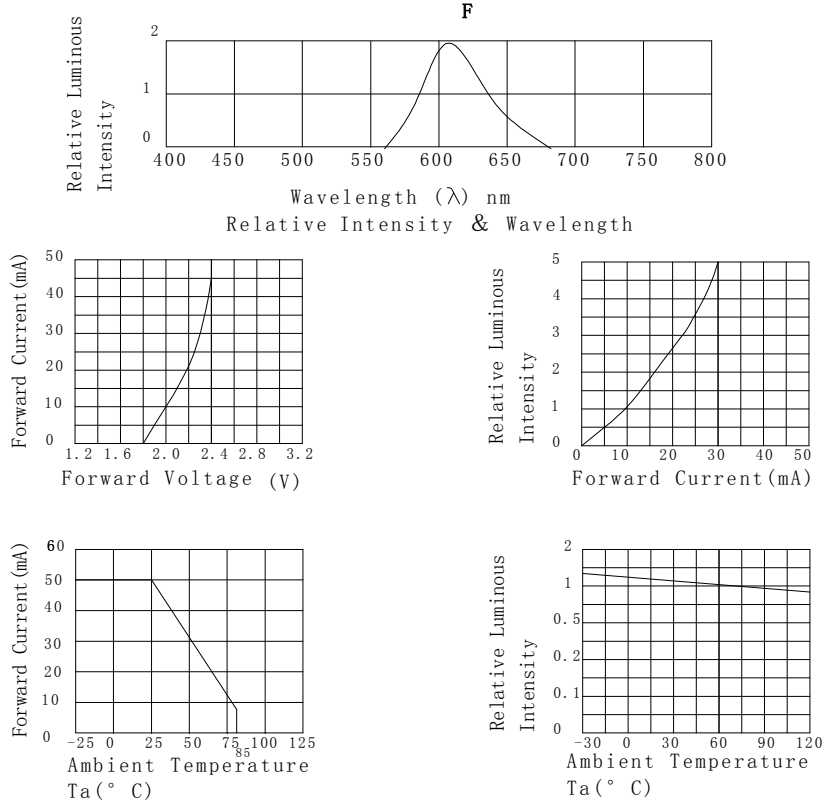 F
Relative Luminous
Intensity
2
1
0
400 450 500 550 600 650 700 750 800
Wavelength (λ) nm
Relative Intensity & Wavelength
Forward Current(mA)
50
40
30
20
10
0
1.2 1.6 2.0 2.4 2.8 3.2
Forward Voltage (V)
Relative Luminous
Intensity
5
4
3
2
1
0
0 10 20 30 40 50
Forward Current(mA)
Forward Current(mA)
60
50
40
30
20
10
0
-25 0 25 50 75 100 125
85
Ambient Temperature
Ta(° C)
Relative Luminous
Intensity
2
1
0.5
0.2
0.1
0
-30 0 30 60 90 120
Ambient Temperature
Ta(° C)